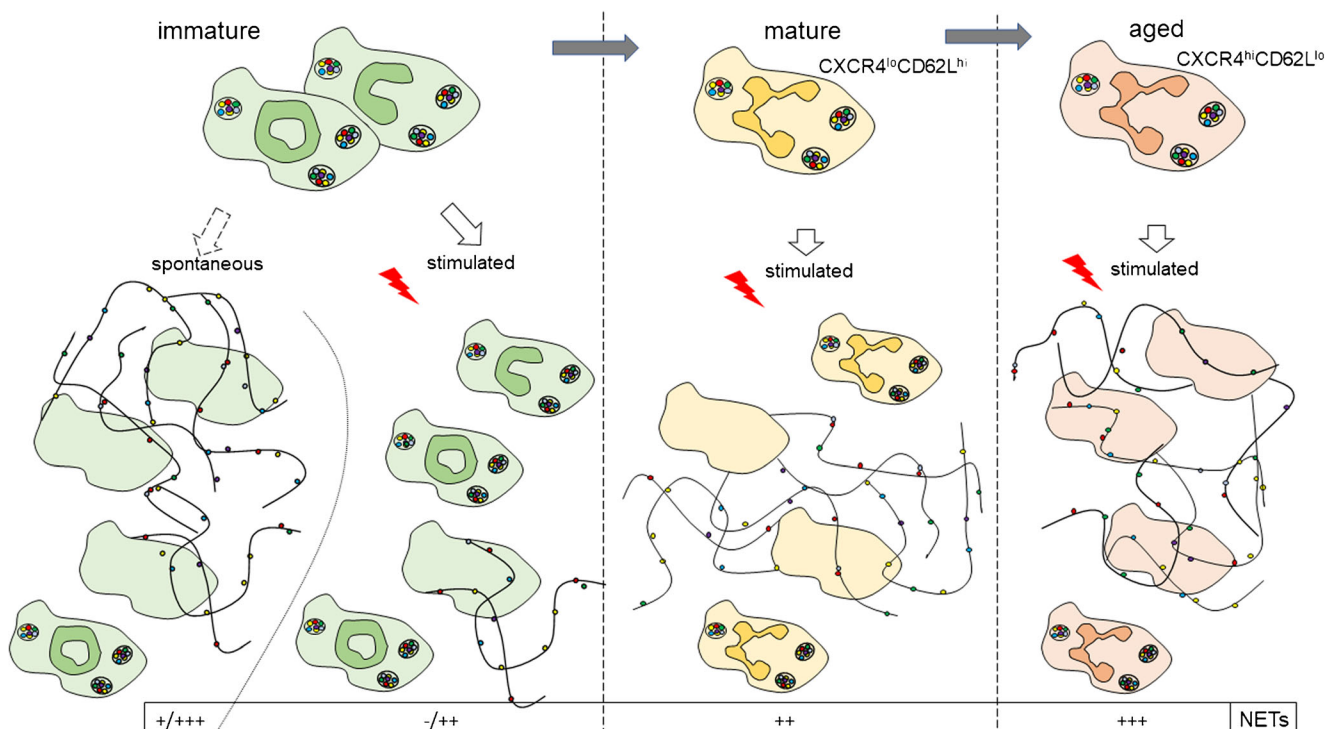 immature
mature
aged
CXCR4loCD62Lhi
CXCR4hiCD62Llo
spontaneous
stimulated
stimulated
stimulated
+/+++
-/++
++
+++
NETs